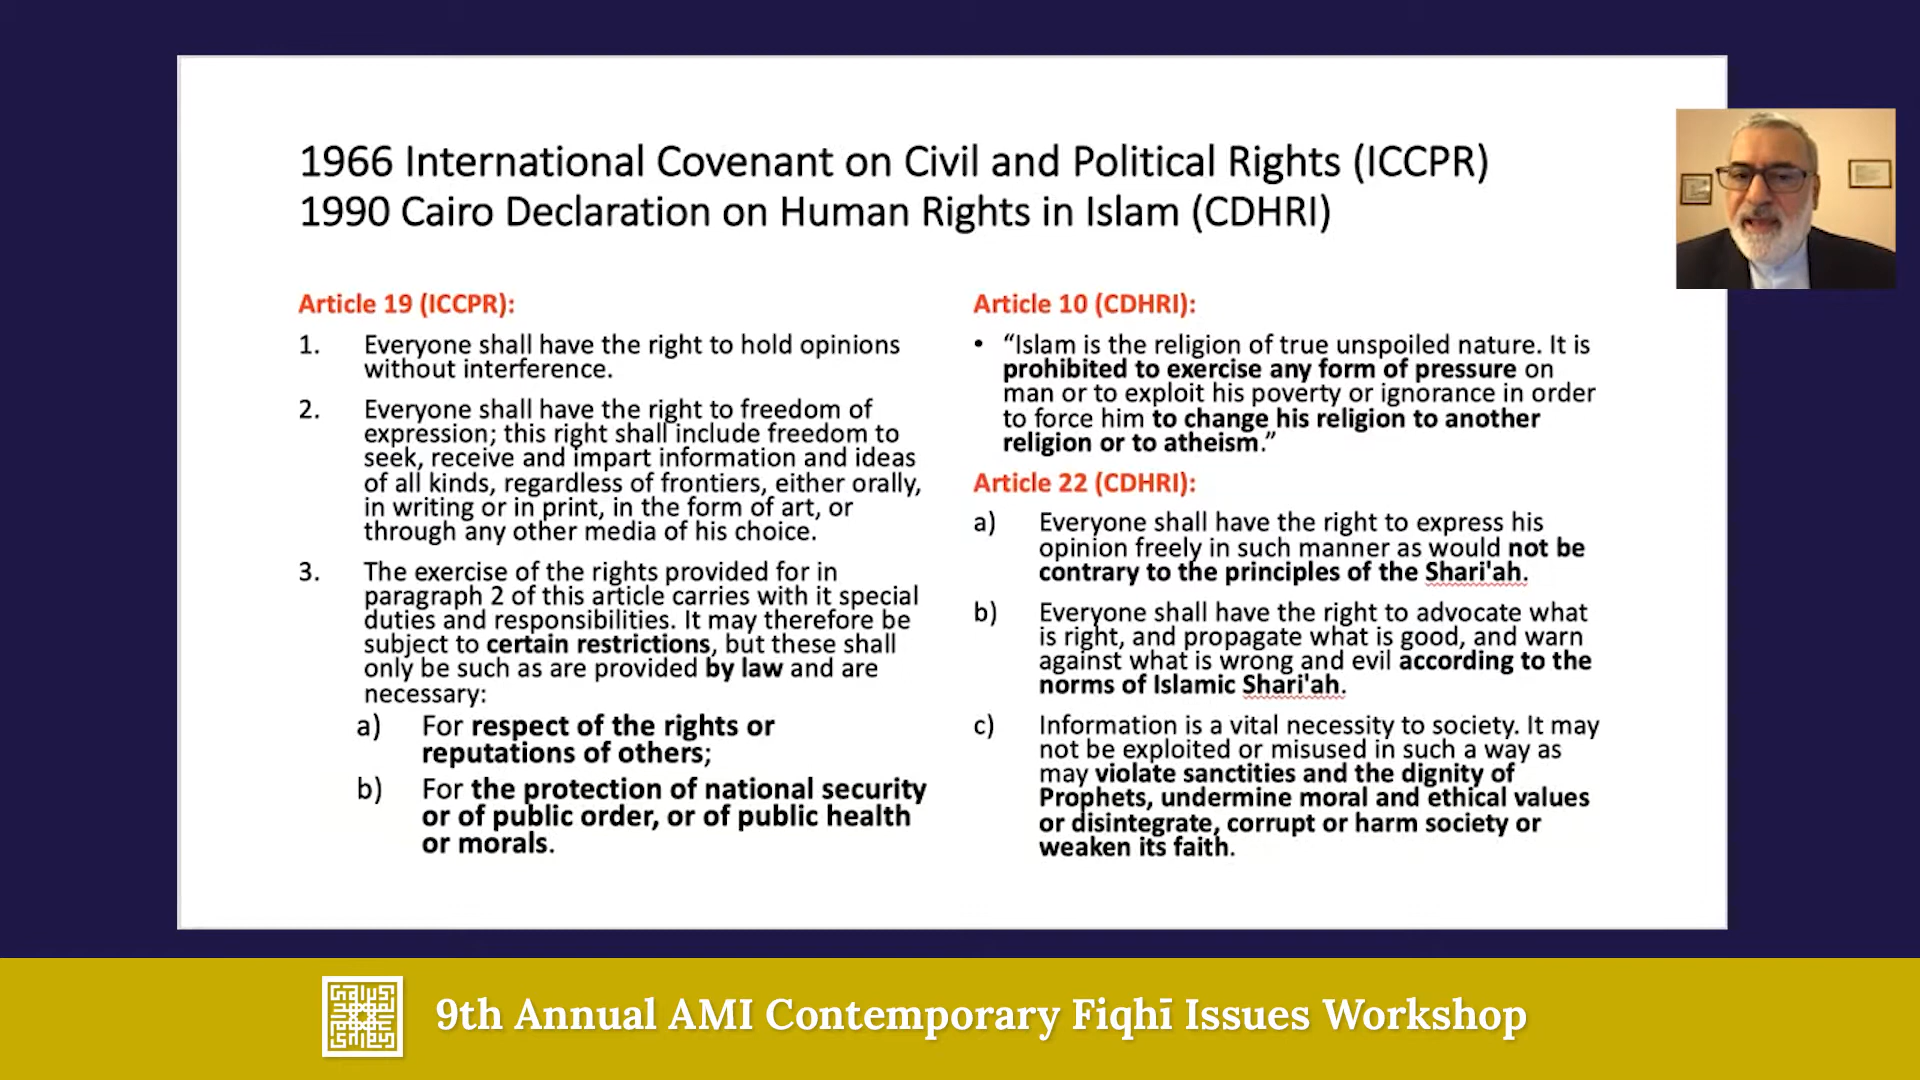 1966 International Covenant on Civil and Political Rights (ICCPR)
1990 Cairo Declaration on Human Rights in Islam (CDHRI)
Article 19 (ICCPR):
1. Everyone shall have the right to hold opinions
without interference.
2. Everyone shall have the right to freedom of
expression; this right shall include freedom to
seek, receive and impart information and ideas
of all kinds, regardless of frontiers, either orally,
in writing or in print, in the form of art, or
through any other media of his choice.
3. The exercise of the rights provided for in
paragraph 2 of this article carries with it special
duties and responsibilities. It may therefore be
subject to certain restrictions, but these shall
only be such as are provided by law and are
necessary:
a) For respect of the rights or
reputations of others;
b) For the protection of national security
or of public order, or of public health
or morals.
Article 10 (CDHRI):
• “Islam is the religion of true unspoiled nature. It is
prohibited to exercise any form of pressure on
man or to exploit his poverty or ignorance in order
to force him to change his religion to another
religion or to atheism.”
Article 22 (CDHRI):
a) Everyone shall have the right to express his
opinion freely in such manner as would not be
contrary to the principles of the Shari'ah.
b) Everyone shall have the right to advocate what
is right, and propagate what is good, and warn
against what is wrong and evil according to the
norms of Islamic Shari'ah.
c) Information is a vital necessity to society. It may
not be exploited or misused in such a way as
may violate sanctities and the dignity of
Prophets, undermine moral and ethical values
or disintegrate, corrupt or harm society or
weaken its faith.
9th Annual AMI Contemporary Fiqhī Issues Workshop